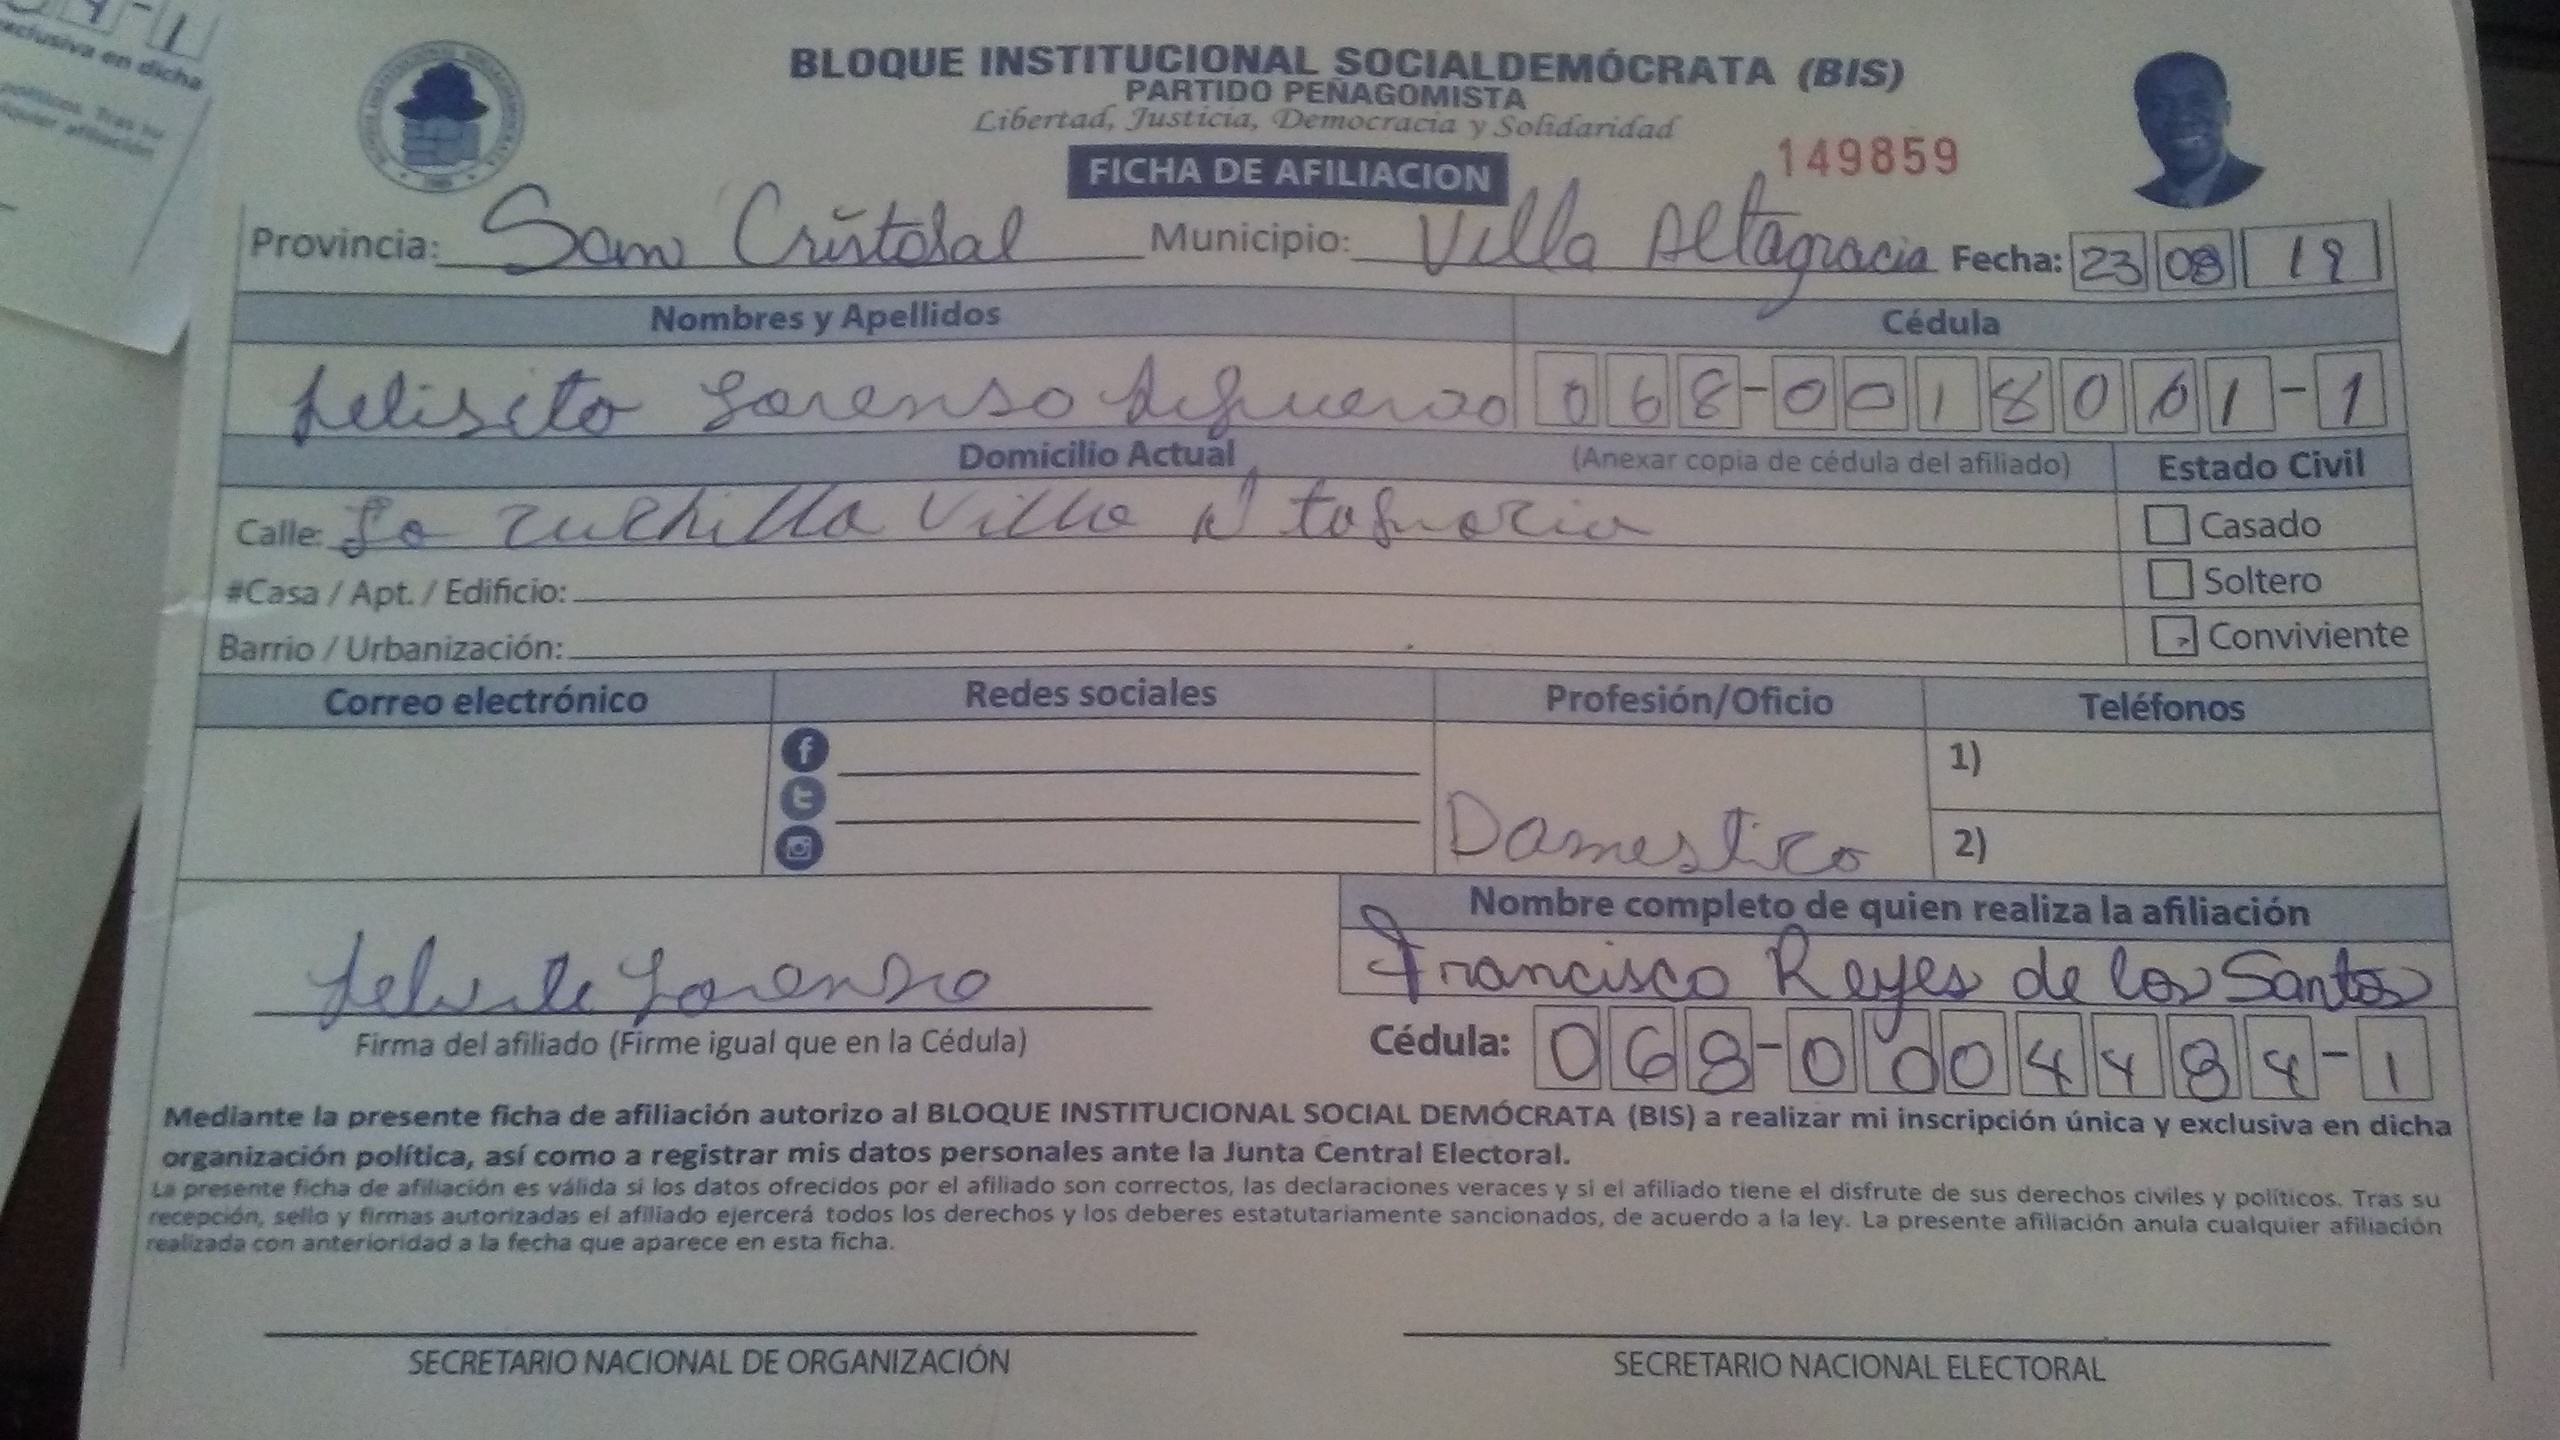 BLOQUE INSTITUCIONAL SOCIALDEMÓCRATA (BIS)
PARTIDO PEÑAGOMISTA
Libertad, Justicia, Democracia y Solidaridad
149859
FICHA DE AFILIACION
Provincia: San Cristobal Municipio: Villa Altagracia Fecha: 23 08 19
Nombres y Apellidos Cédula
Felisito Lorenso 068-0018061-1
Domicilio Actual (Anexar copia de cédula del afiliado) Estado Civil
Calle: La Cuchilla Villa Altagracia
Casado
#Casa / Apt. / Edificio:
Soltero
Barrio / Urbanización:
Conviviente
Correo electrónico Redes sociales Profesión/Oficio Teléfonos
1)
Damestico
2)
Nombre completo de quien realiza la afiliación
Lorenzo Francisco Reyes de los Santos
Firma del afiliado (Firme igual que en la Cédula) Cédula: 068-0004484-1
Mediante la presente ficha de afiliación autorizo al BLOQUE INSTITUCIONAL SOCIAL DEMÓCRATA (BIS) a realizar mi inscripción única y exclusiva en dicha
organización política, así como a registrar mis datos personales ante la Junta Central Electoral.
La presente ficha de afiliación es válida si los datos ofrecidos por el afiliado son correctos, las declaraciones veraces y si el afiliado tiene el disfrute de sus derechos civiles y políticos. Tras su
recepción, sello y firmas autorizadas el afiliado ejercerá todos los derechos y los deberes estatutariamente sancionados, de acuerdo a la ley. La presente afiliación anula cualquier afiliación
realizada con anterioridad a la fecha que aparece en esta ficha.
SECRETARIO NACIONAL DE ORGANIZACIÓN SECRETARIO NACIONAL ELECTORAL